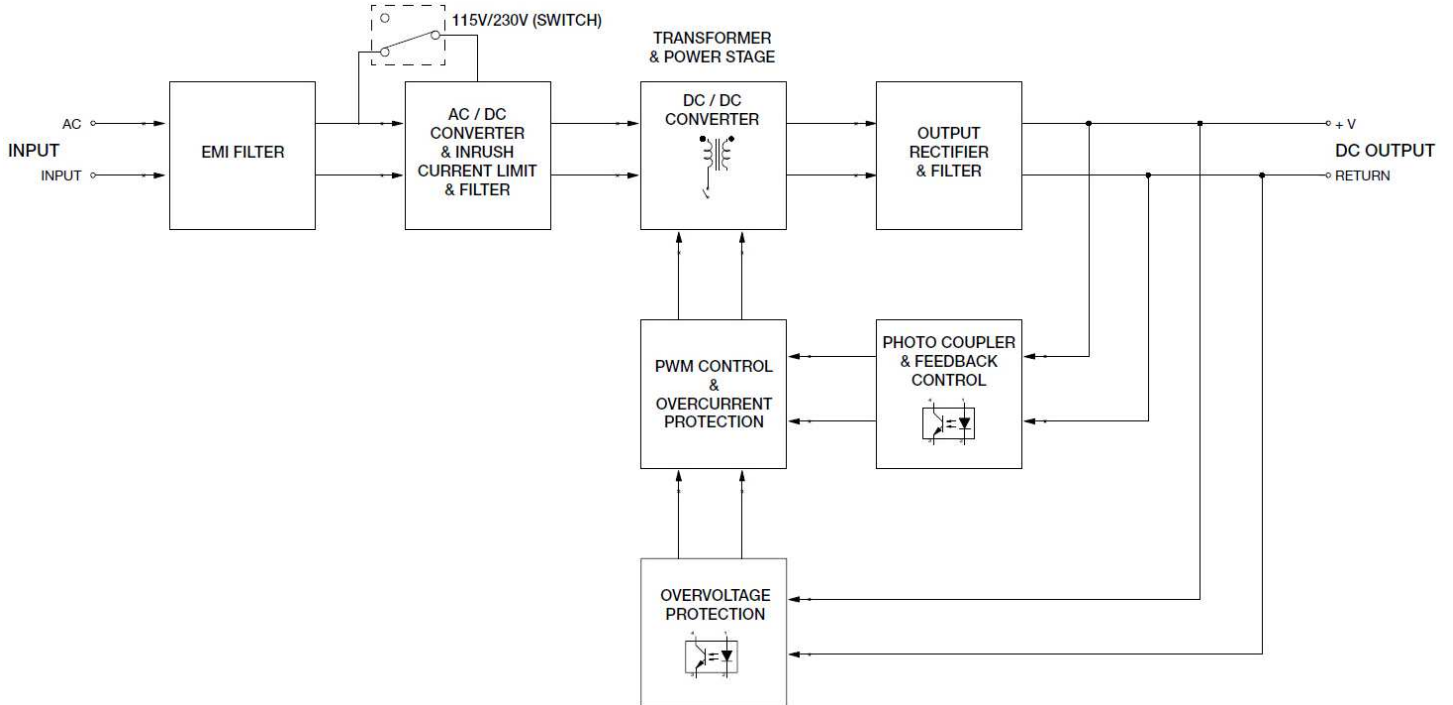 115V/230V (SWITCH)
TRANSFORMER
& POWER STAGE
INPUT
AC
INPUT
EMI FILTER
AC / DC
CONVERTER
& INRUSH
CURRENT LIMIT
& FILTER
DC / DC
CONVERTER
OUTPUT
RECTIFIER
& FILTER
+ V
DC OUTPUT
RETURN
PWM CONTROL
&
OVERCURRENT
PROTECTION
PHOTO COUPLER
& FEEDBACK
CONTROL
OVERVOLTAGE
PROTECTION